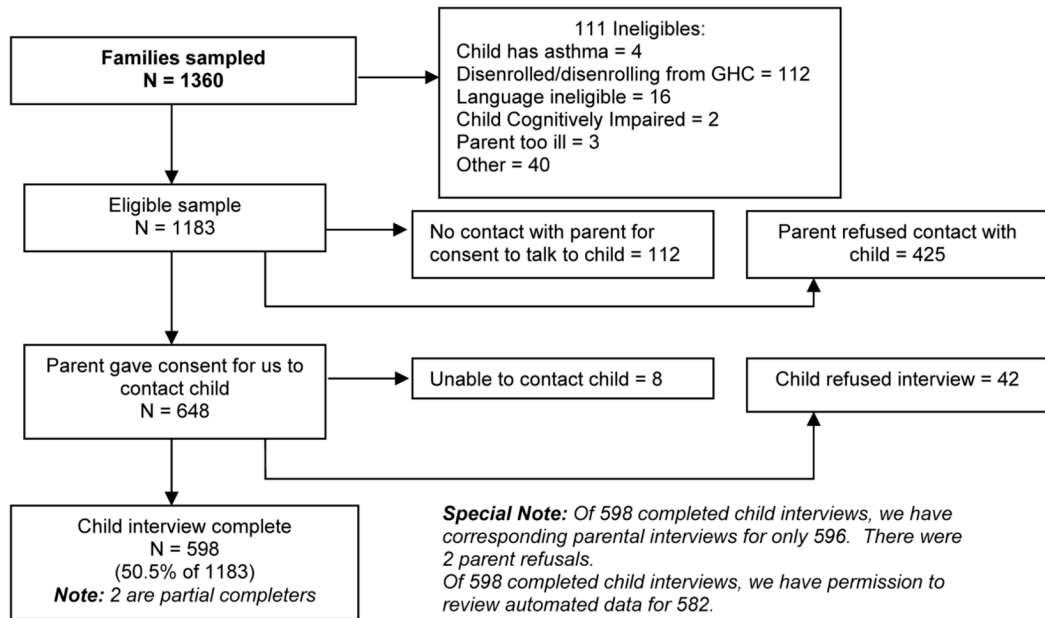 Families sampled
N = 1360
111 Ineligibles:
Child has asthma = 4
Disenrolled/disenrolling from GHC = 112
Language ineligible = 16
Child Cognitively Impaired = 2
Parent too ill = 3
Other = 40
Eligible sample
N = 1183
No contact with parent for
consent to talk to child = 112
Parent refused contact with
child = 425
Parent gave consent for us to
contact child
N = 648
Unable to contact child = 8
Child refused interview = 42
Child interview complete
N = 598
(50.5% of 1183)
Note: 2 are partial completers
Special Note: Of 598 completed child interviews, we have
corresponding parental interviews for only 596.  There were
2 parent refusals.
Of 598 completed child interviews, we have permission to
review automated data for 582.